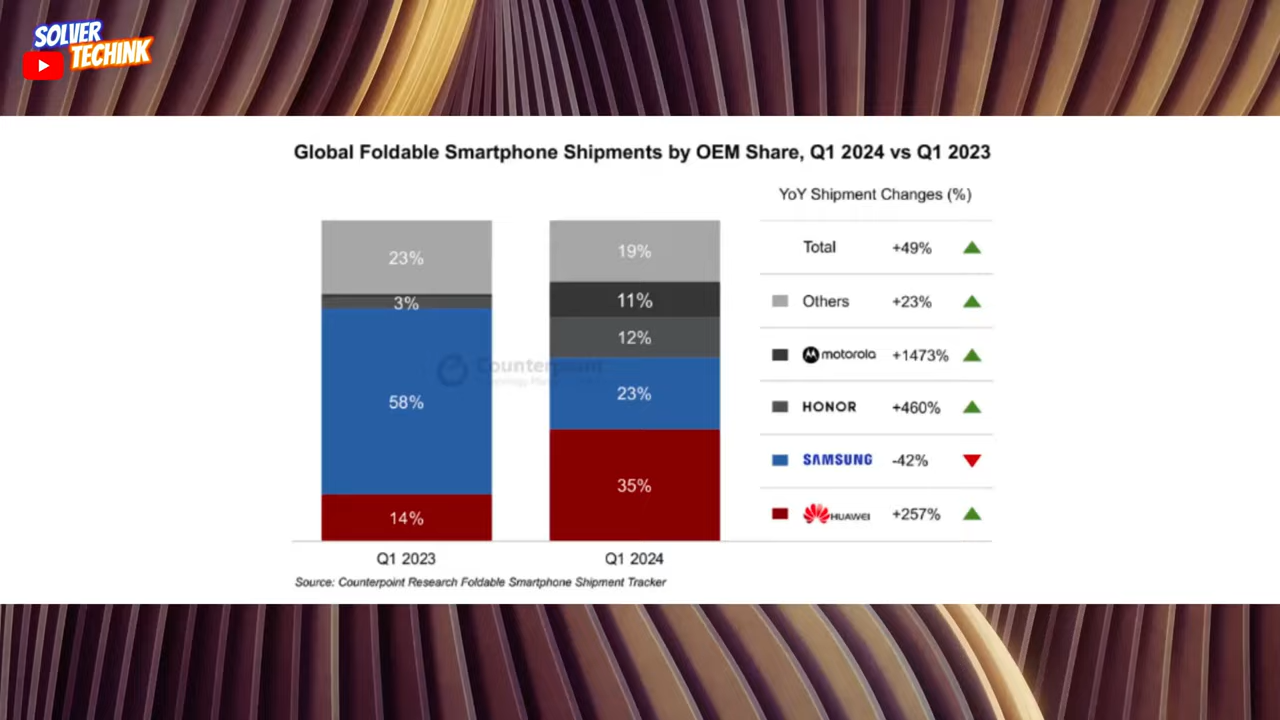 SOLVER
TECHINK
Global Foldable Smartphone Shipments by OEM Share, Q1 2024 vs Q1 2023
YoY Shipment Changes (%)
23%
3%
58%
14%
19%
11%
12%
23%
35%
Total +49%
Others +23%
motorola +1473%
HONOR +460%
SAMSUNG -42%
HUAWEI +257%
Counterpoint
Q1 2023 Q1 2024
Source: Counterpoint Research Foldable Smartphone Shipment Tracker